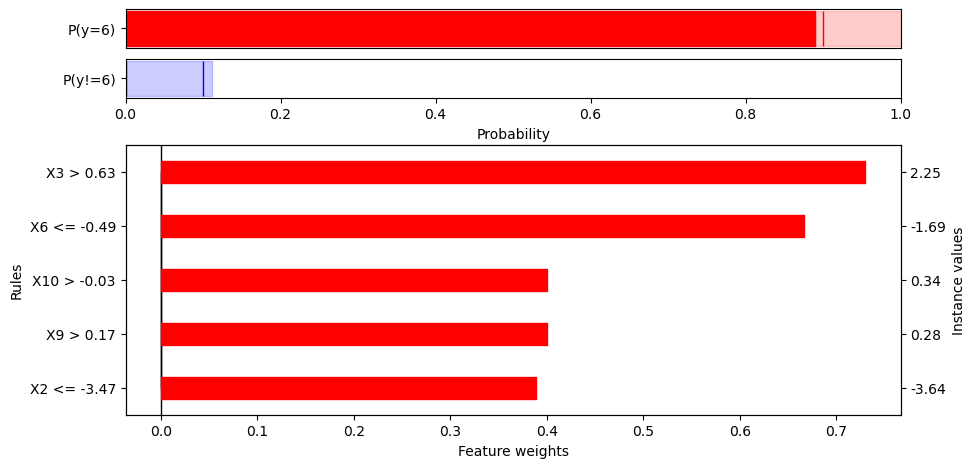 P(y=6)
P(y!=6)
0.0 0.2 0.4 0.6 0.8 1.0
Probability
X3 > 0.63 2.25
X6 <= -0.49 -1.69
X10 > -0.03 0.34
X9 > 0.17 0.28
X2 <= -3.47 -3.64
Rules
Instance values
0.0 0.1 0.2 0.3 0.4 0.5 0.6 0.7
Feature weights